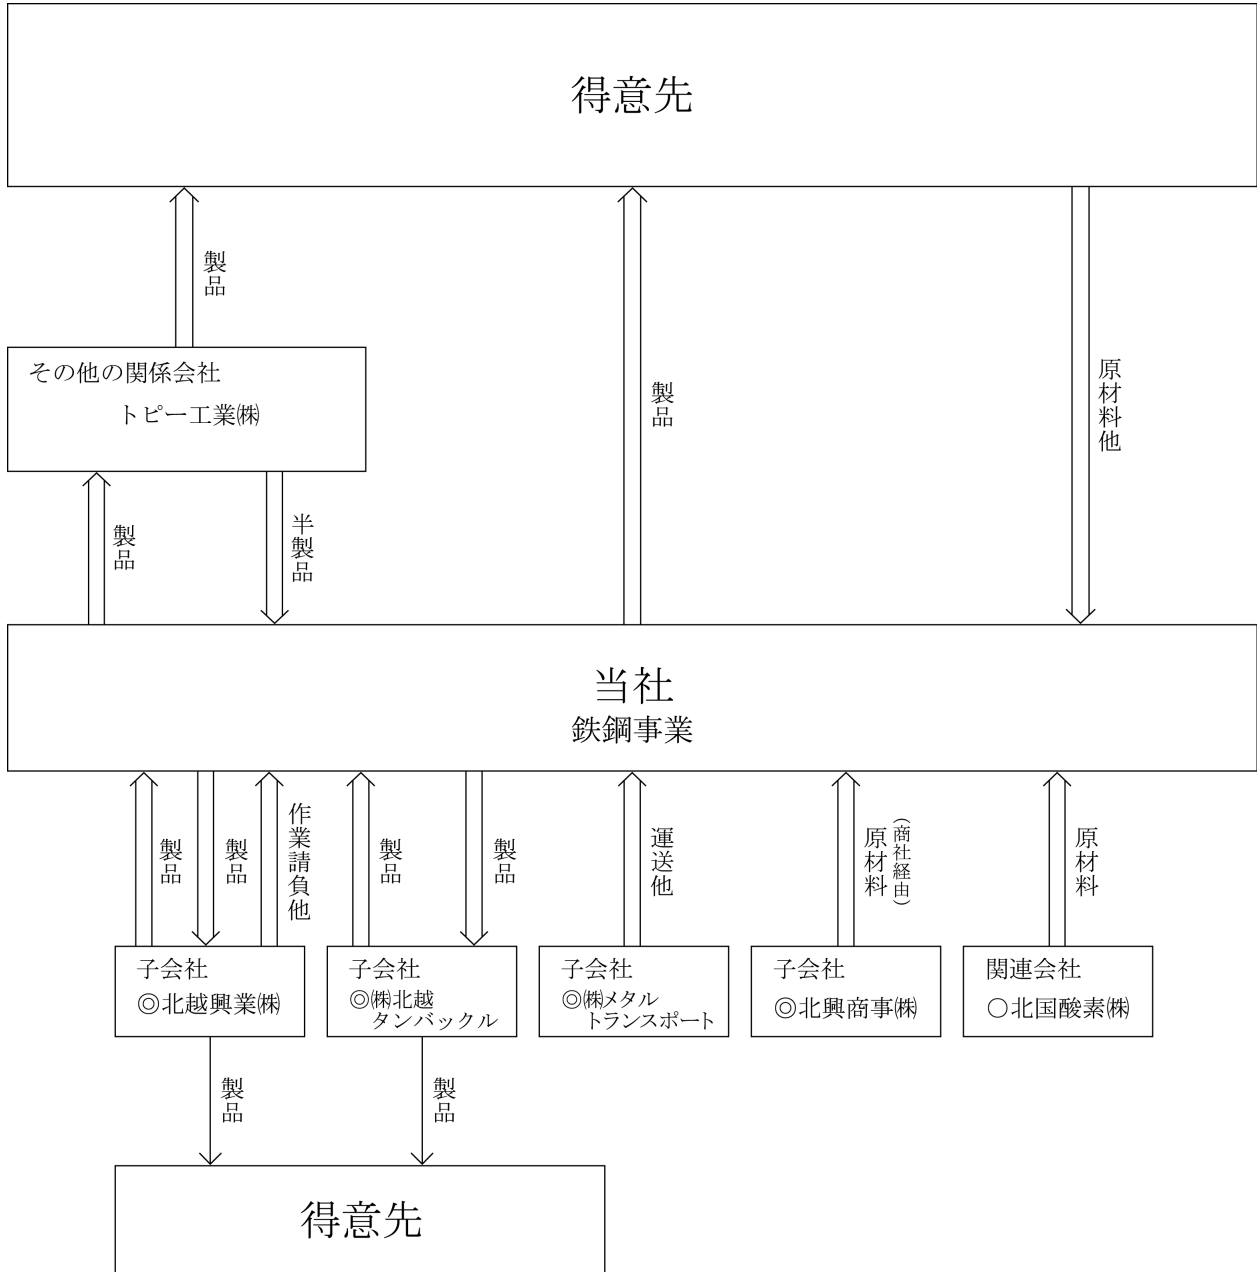 得意先
製品
その他の関係会社
トピー工業㈱
製品
原材料他
製品
半製品
当社
鉄鋼事業
製品
製品
作業請負他
製品
製品
運送他
原材料
(商社経由)
原材料
子会社
◎北越興業㈱
子会社
◎㈱北越
タンバックル
子会社
◎㈱メタル
トランスポート
子会社
◎北興商事㈱
関連会社
○北国酸素㈱
製品
製品
得意先